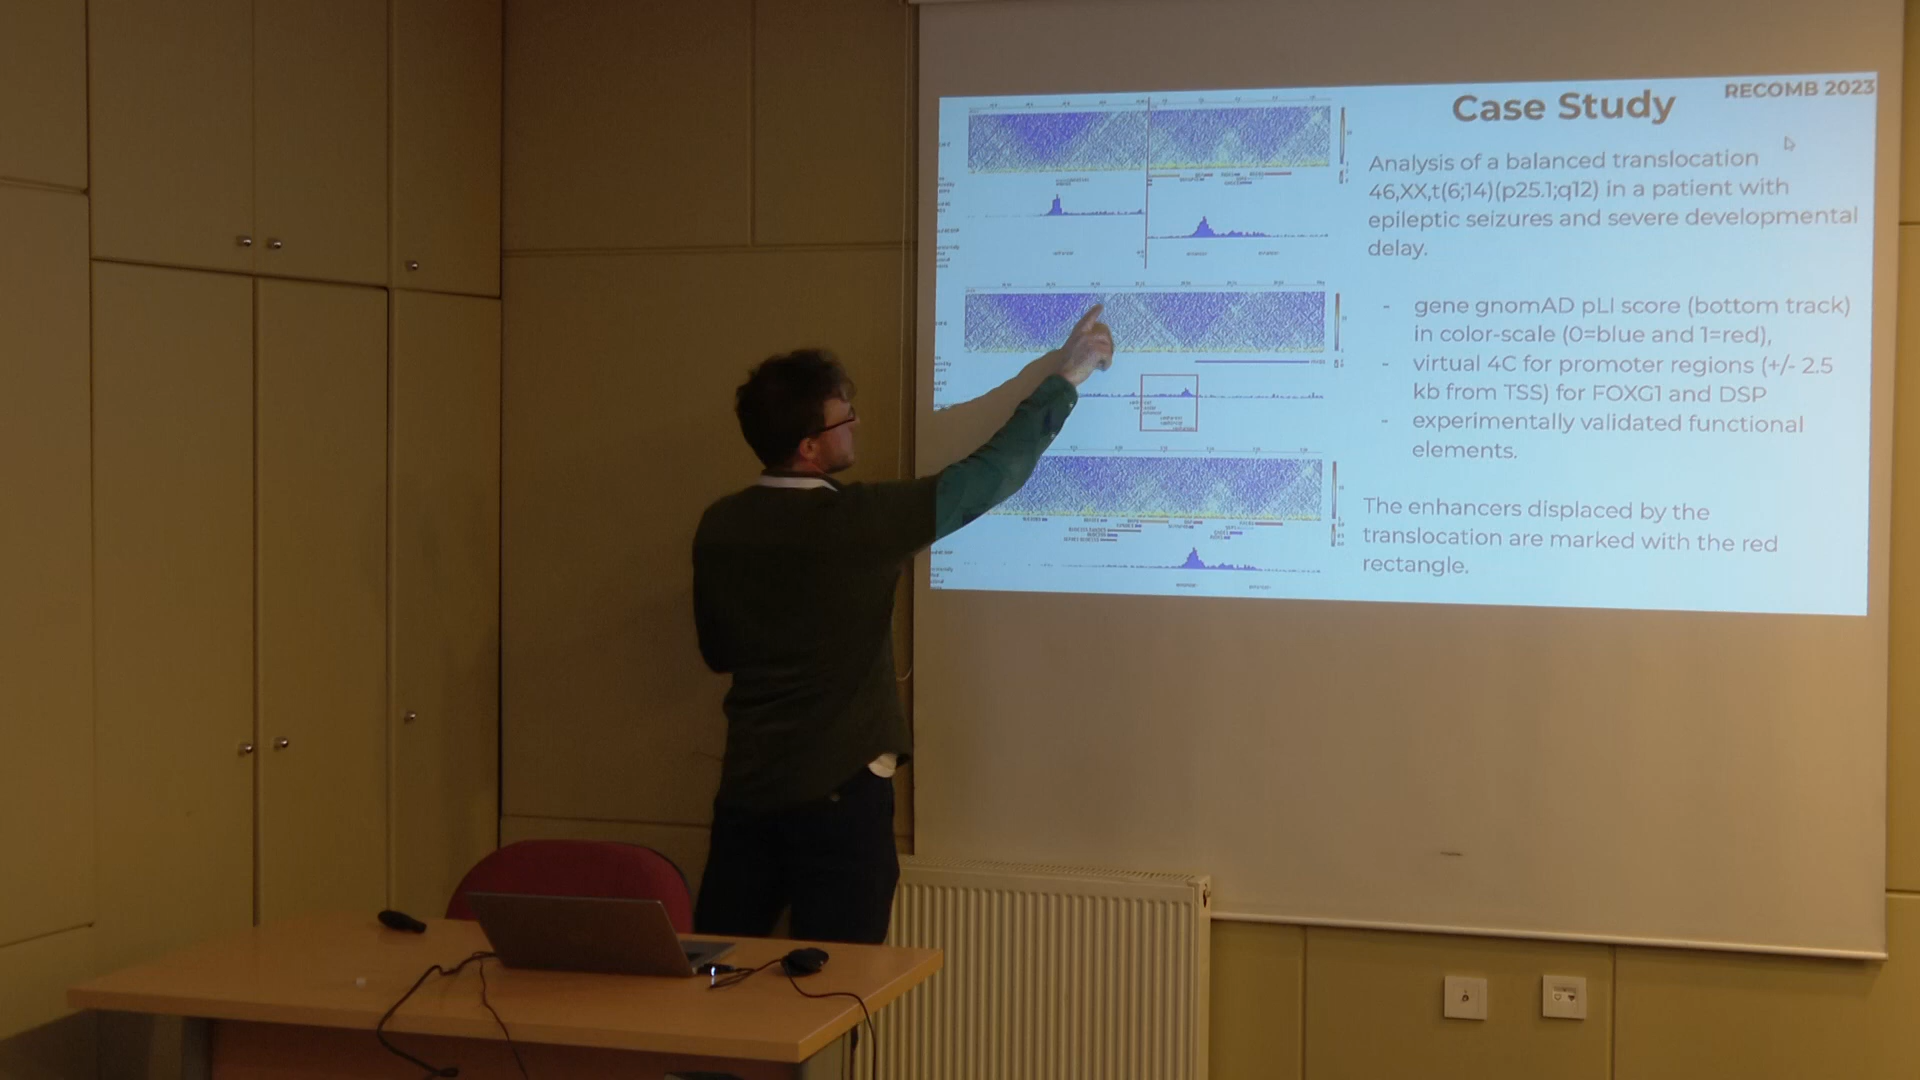 RECOMB 2023
Case Study
Analysis of a balanced translocation
46,XX,t(6;14)(p25.1;q12) in a patient with
epileptic seizures and severe developmental
delay.
- gene gnomAD pLI score (bottom track)
in color-scale (0=blue and 1=red),
- virtual 4C for promoter regions (+/- 2.5
kb from TSS) for FOXG1 and DSP
- experimentally validated functional
elements.
The enhancers displaced by the
translocation are marked with the red
rectangle.